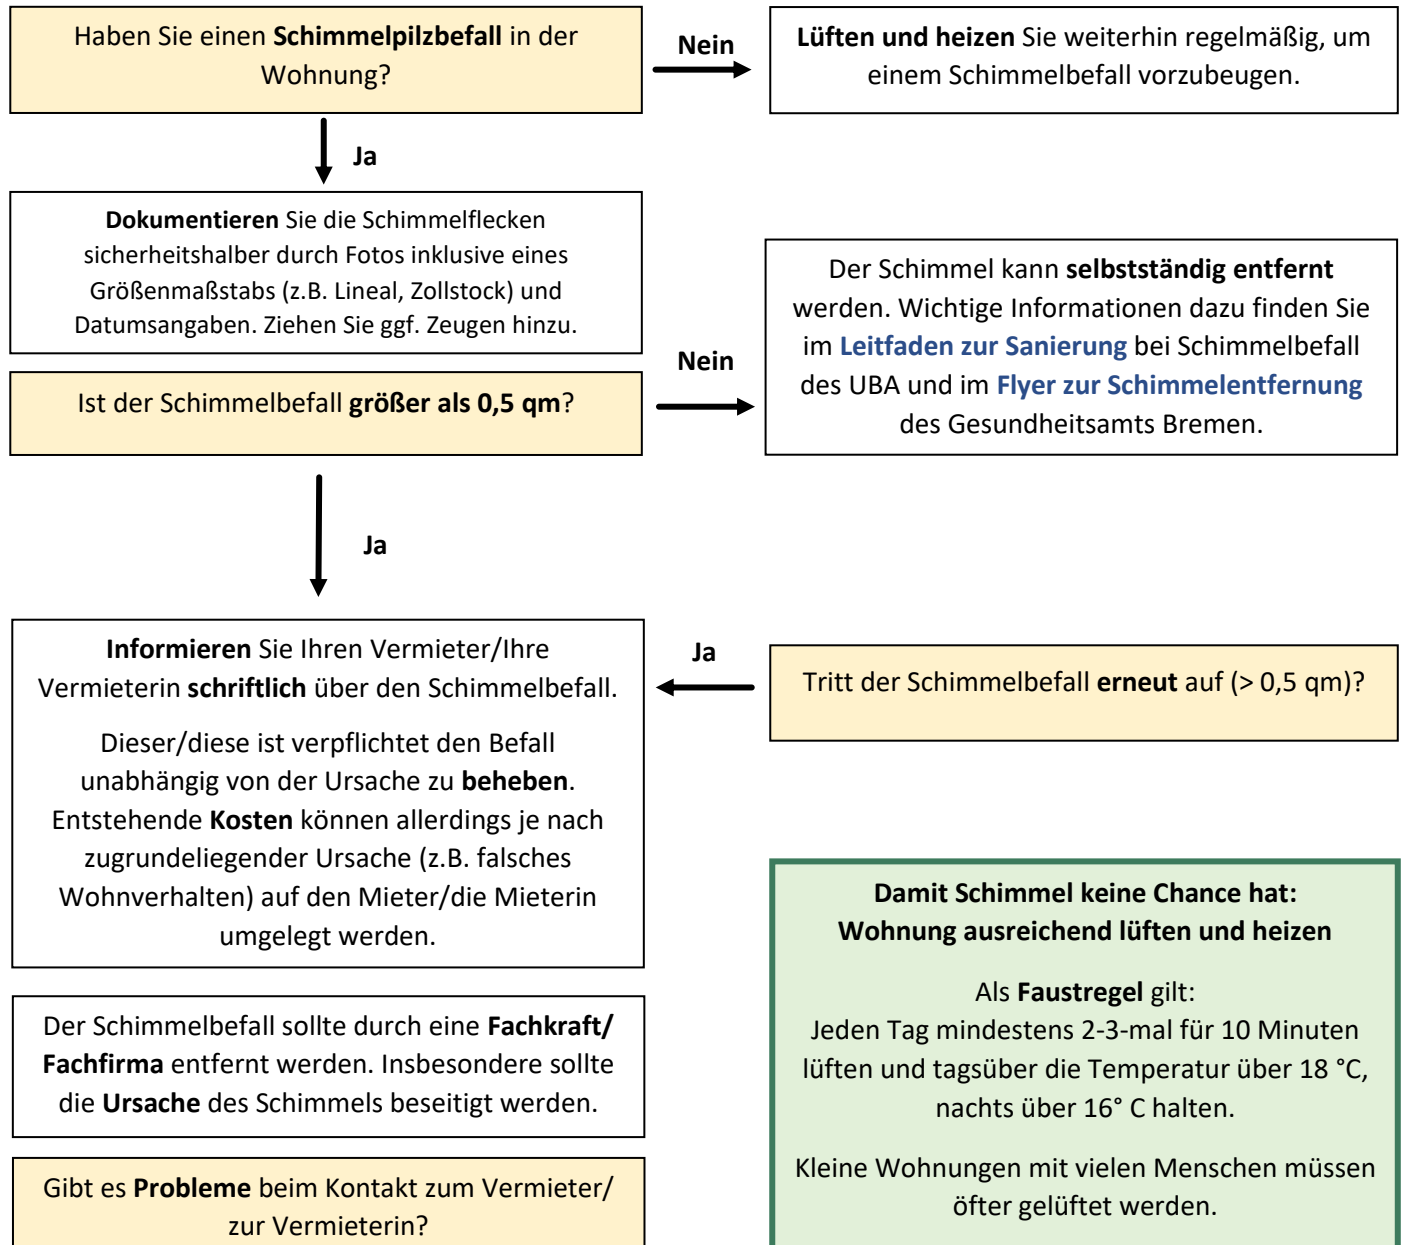 Haben Sie einen Schimmelpilzbefall in der
Wohnung?
Nein
Lüften und heizen Sie weiterhin regelmäßig, um
einem Schimmelbefall vorzubeugen.
Ja
Dokumentieren Sie die Schimmelflecken
sicherheitshalber durch Fotos inklusive eines
Größenmaßstabs (z.B. Lineal, Zollstock) und
Datumsangaben. Ziehen Sie ggf. Zeugen hinzu.
Ist der Schimmelbefall größer als 0,5 qm?
Nein
Der Schimmel kann selbstständig entfernt
werden. Wichtige Informationen dazu finden Sie
im Leitfaden zur Sanierung bei Schimmelbefall
des UBA und im Flyer zur Schimmelentfernung
des Gesundheitsamts Bremen.
Ja
Informieren Sie Ihren Vermieter/Ihre
Vermieterin schriftlich über den Schimmelbefall.
Dieser/diese ist verpflichtet den Befall
unabhängig von der Ursache zu beheben.
Entstehende Kosten können allerdings je nach
zugrundeliegender Ursache (z.B. falsches
Wohnverhalten) auf den Mieter/die Mieterin
umgelegt werden.
Ja
Tritt der Schimmelbefall erneut auf (> 0,5 qm)?
Der Schimmelbefall sollte durch eine Fachkraft/
Fachfirma entfernt werden. Insbesondere sollte
die Ursache des Schimmels beseitigt werden.
Gibt es Probleme beim Kontakt zum Vermieter/
zur Vermieterin?
Damit Schimmel keine Chance hat:
Wohnung ausreichend lüften und heizen
Als Faustregel gilt:
Jeden Tag mindestens 2-3-mal für 10 Minuten
lüften und tagsüber die Temperatur über 18 °C,
nachts über 16° C halten.
Kleine Wohnungen mit vielen Menschen müssen
öfter gelüftet werden.